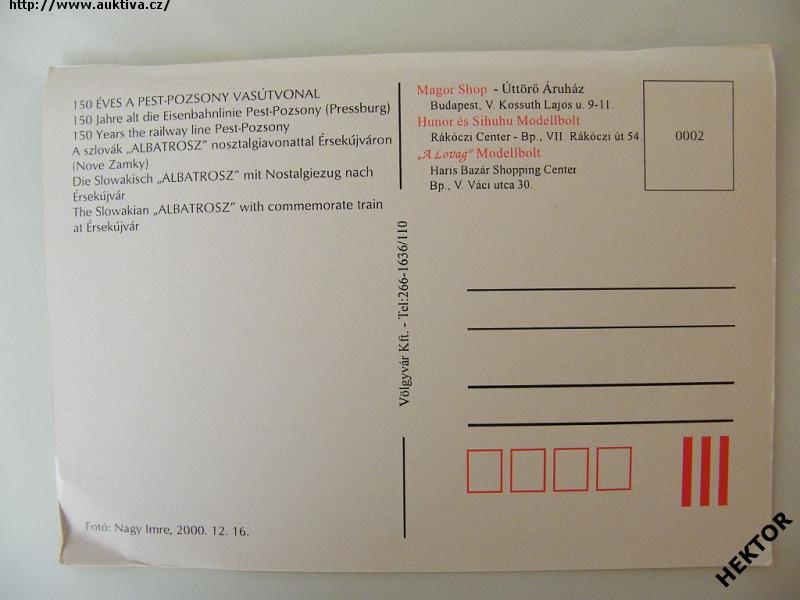 http://www.auktiva.cz/
150 ÉVES A PEST-POZSONY VASÚTVONAL
150 Jahre alt die Eisenbahnlinie Pest-Pozsony (Pressburg)
150 Years the railway line Pest-Pozsony
A szlovák „ALBATROSZ” nosztalgiavonattal Érsekújváron
(Nove Zamky)
Die Slowakisch „ALBATROSZ” mit Nostalgiezug nach
Érsekújvár
The Slowakian „ALBATROSZ” with commemorate train
at Érsekújvár
Fotó: Nagy Imre, 2000. 12. 16.
Völgyvár Kft. - Tel:266-1636/110
Magor Shop - Úttörő Áruház
Budapest, V. Kossuth Lajos u. 9-11.
Hunor és Sihuhu Modellbolt
Rákóczi Center - Bp., VII. Rákóczi út 54.
„A Lovag” Modellbolt
Haris Bazár Shopping Center
Bp., V. Váci utca 30.
0002
HEKTOR